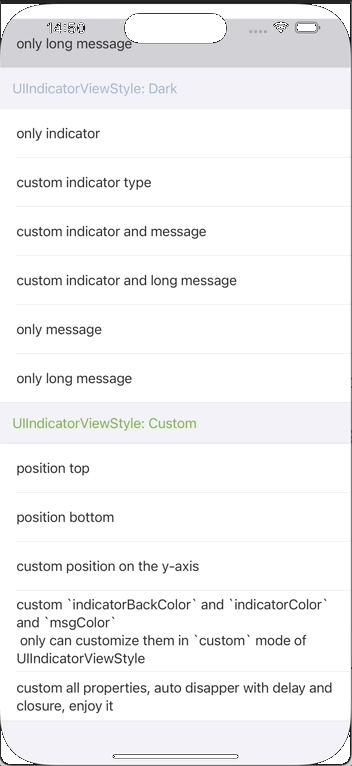 14:50
only long message
UIIndicatorViewStyle: Dark
only indicator
custom indicator type
custom indicator and message
custom indicator and long message
only message
only long message
UIIndicatorViewStyle: Custom
position top
position bottom
custom position on the y-axis
custom `indicatorBackColor` and `indicatorColor`
and `msgColor`
only can customize them in `custom` mode of
UIIndicatorViewStyle
custom all properties, auto disapper with delay and
closure, enjoy it